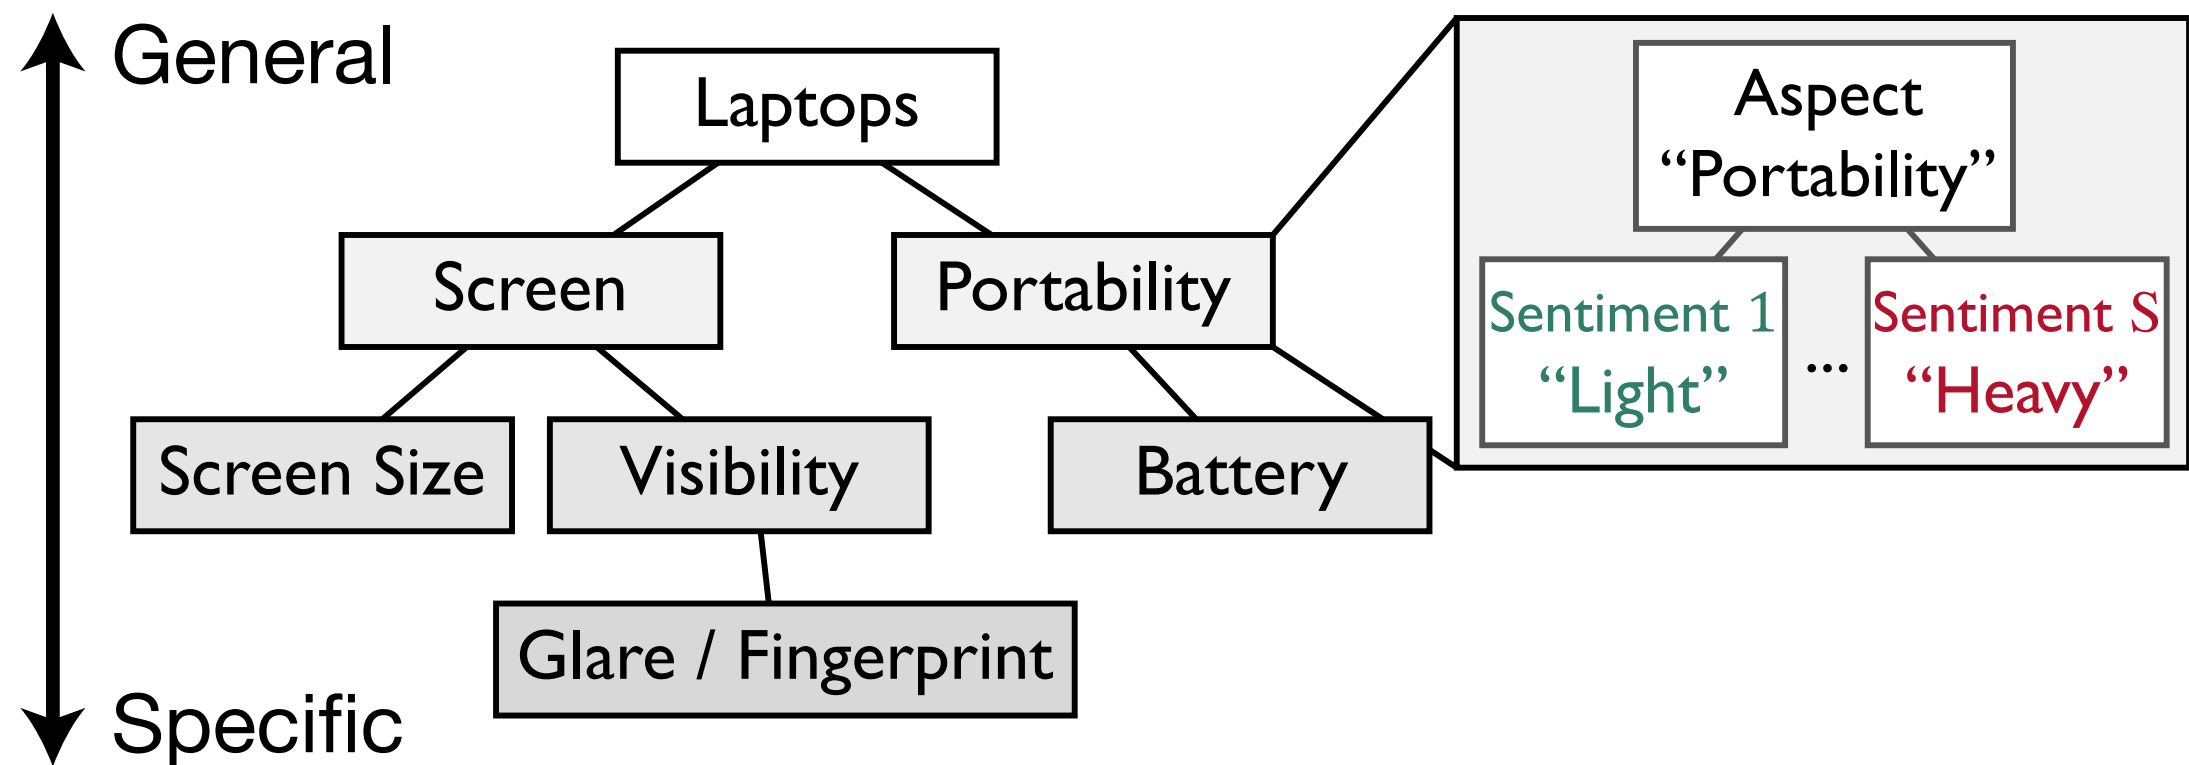 General
Laptops
Screen
Portability
Screen Size
Visibility
Battery
Glare / Fingerprint
Specific
Aspect
“Portability”
Sentiment 1
“Light”
...
Sentiment S
“Heavy”